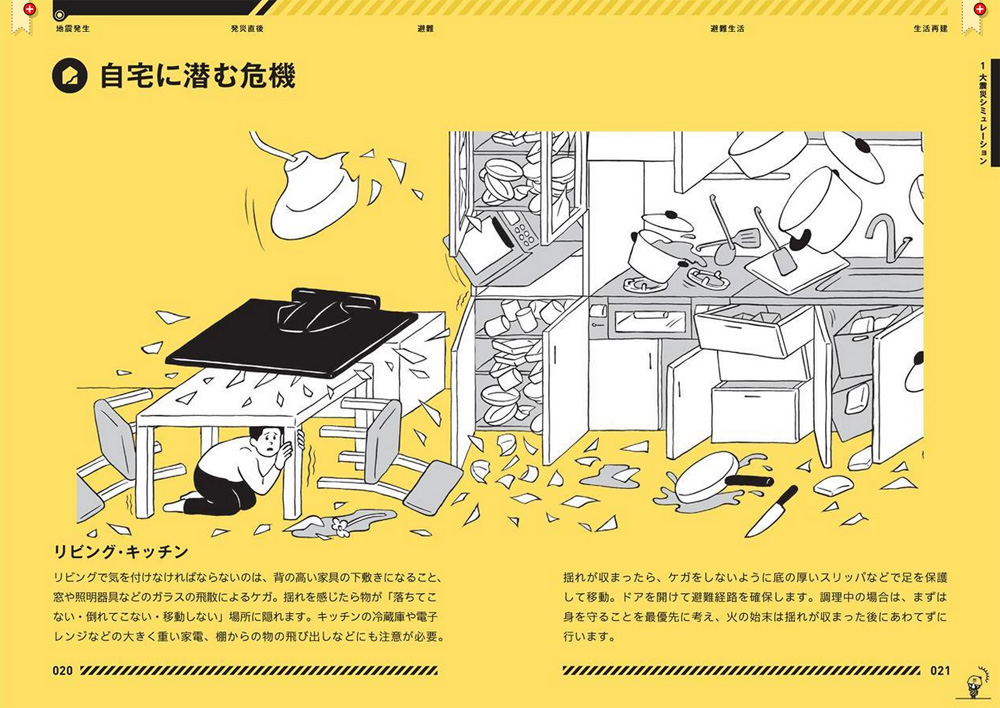 地震発生
発災直後
避難
避難生活
生活再建
自宅に潜む危機
1 大震災シミュレーション
リビング・キッチン
リビングで気を付けなければならないのは、背の高い家具の下敷きになること、
窓や照明器具などのガラスの飛散によるケガ。揺れを感じたら物が「落ちてこ
ない・倒れてこない・移動しない」場所に隠れます。キッチンの冷蔵庫や電子
レンジなどの大きく重い家電、棚からの物の飛び出しなどにも注意が必要。
揺れが収まったら、ケガをしないように底の厚いスリッパなどで足を保護
して移動。ドアを開けて避難経路を確保します。調理中の場合は、まずは
身を守ることを最優先に考え、火の始末は揺れが収まった後にあわてずに
行います。
020
021